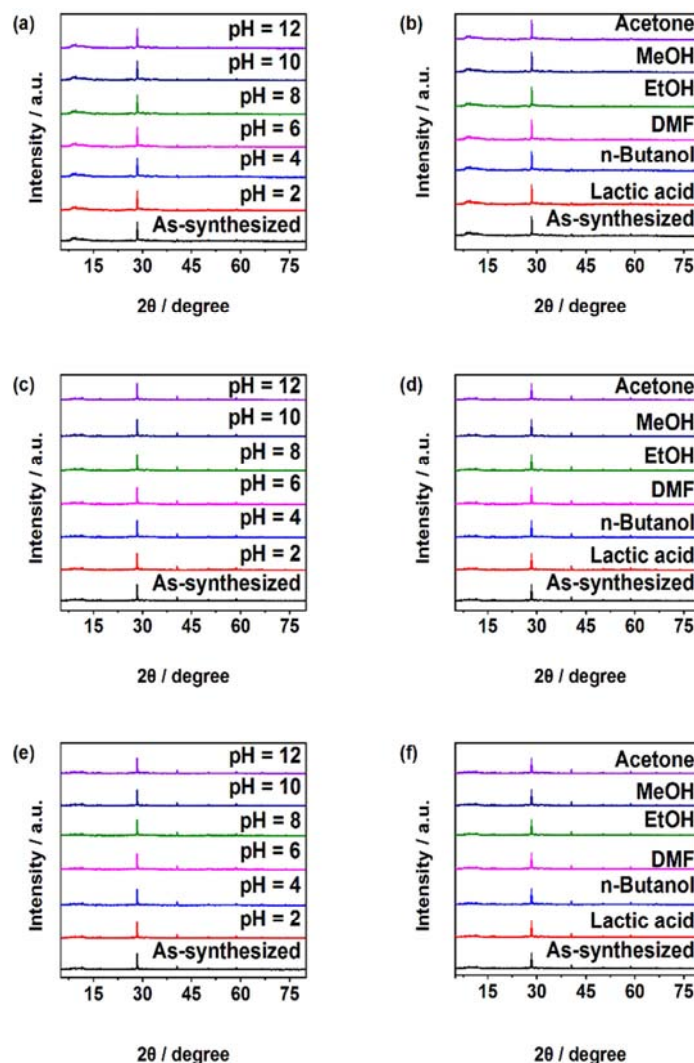 (a)
pH = 12
pH = 10
pH = 8
pH = 6
pH = 4
pH = 2
As-synthesized
Intensity / a.u.
15 30 45 60 75
2θ / degree
(b)
Acetone
MeOH
EtOH
DMF
n-Butanol
Lactic acid
As-synthesized
Intensity / a.u.
15 30 45 60 75
2θ / degree
(c)
pH = 12
pH = 10
pH = 8
pH = 6
pH = 4
pH = 2
As-synthesized
Intensity / a.u.
15 30 45 60 75
2θ / degree
(d)
Acetone
MeOH
EtOH
DMF
n-Butanol
Lactic acid
As-synthesized
Intensity / a.u.
15 30 45 60 75
2θ / degree
(e)
pH = 12
pH = 10
pH = 8
pH = 6
pH = 4
pH = 2
As-synthesized
Intensity / a.u.
15 30 45 60 75
2θ / degree
(f)
Acetone
MeOH
EtOH
DMF
n-Butanol
Lactic acid
As-synthesized
Intensity / a.u.
15 30 45 60 75
2θ / degree